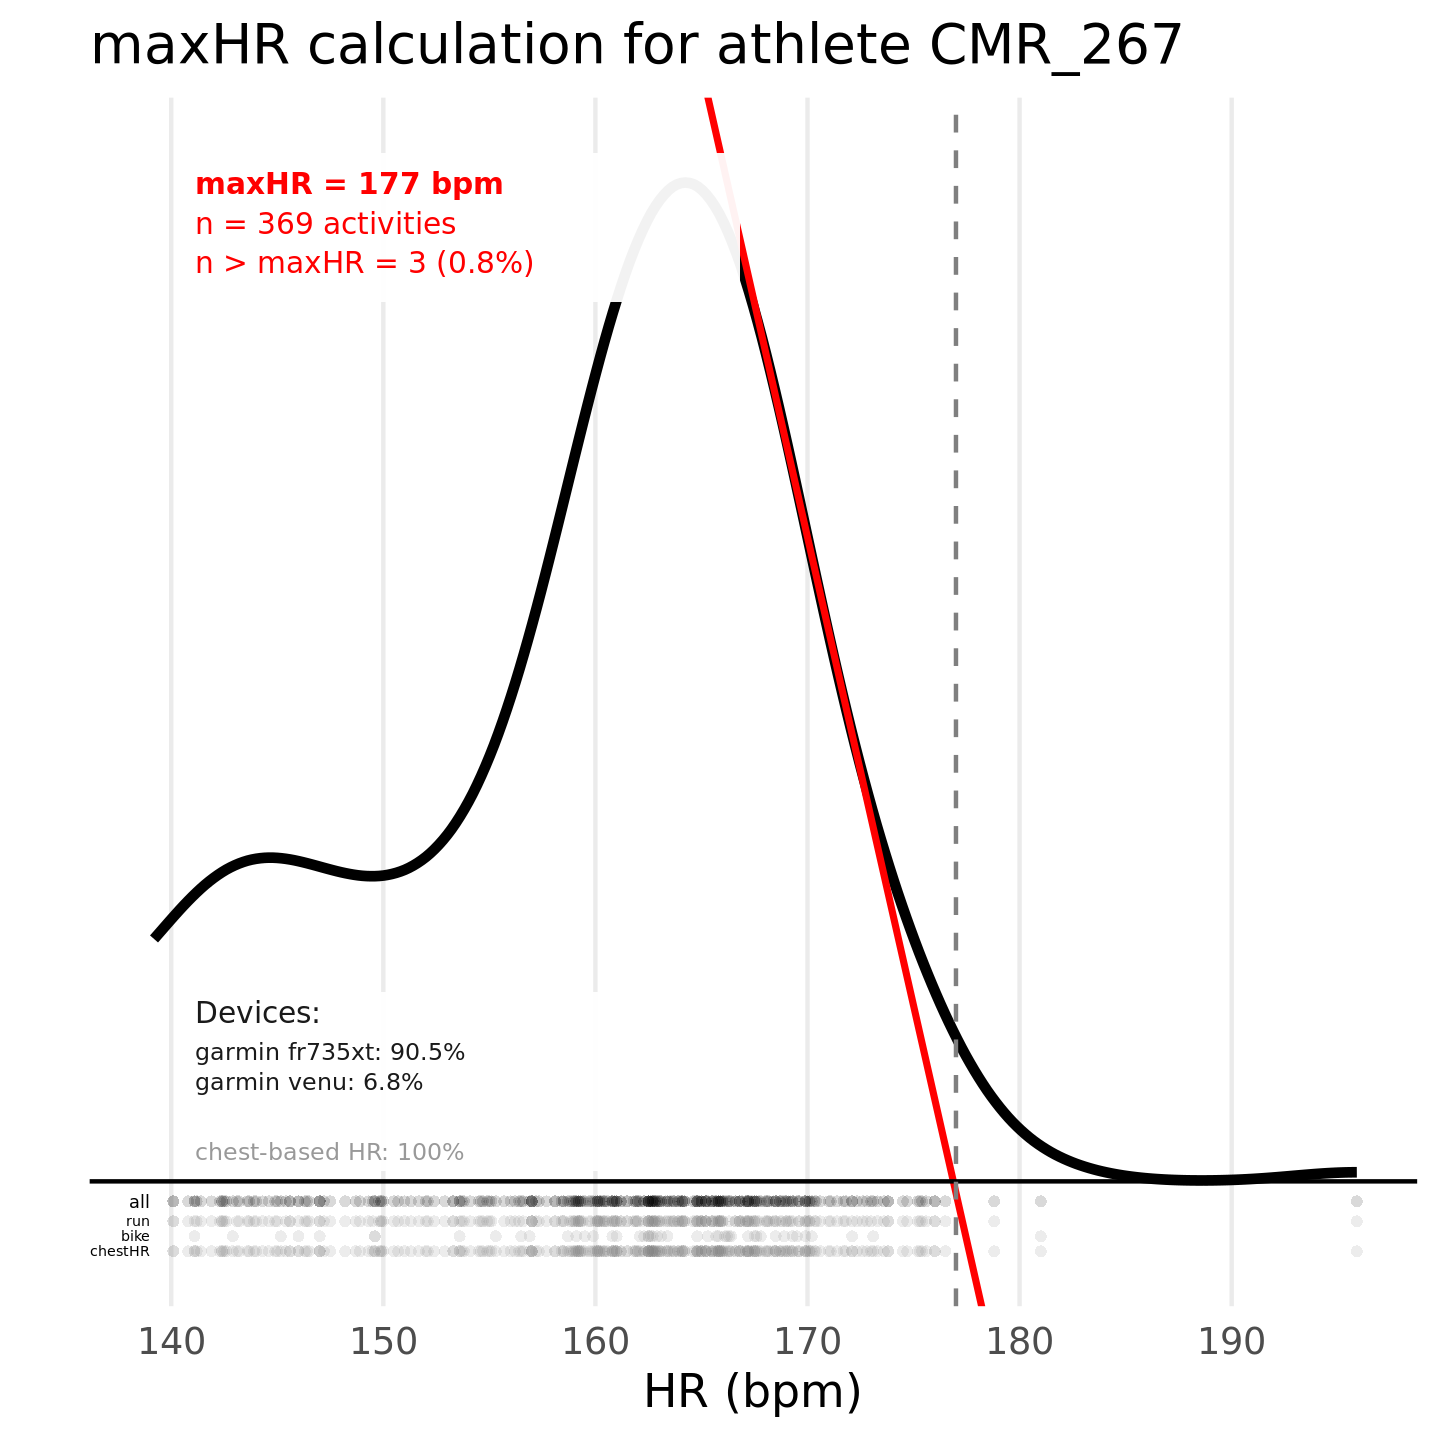 maxHR calculation for athlete CMR_267
maxHR = 177 bpm
n = 369 activities
n > maxHR = 3 (0.8%)
Devices:
garmin fr735xt: 90.5%
garmin venu: 6.8%
chest-based HR: 100%
all
run
bike
chestHR
140 150 160 170 180 190
HR (bpm)